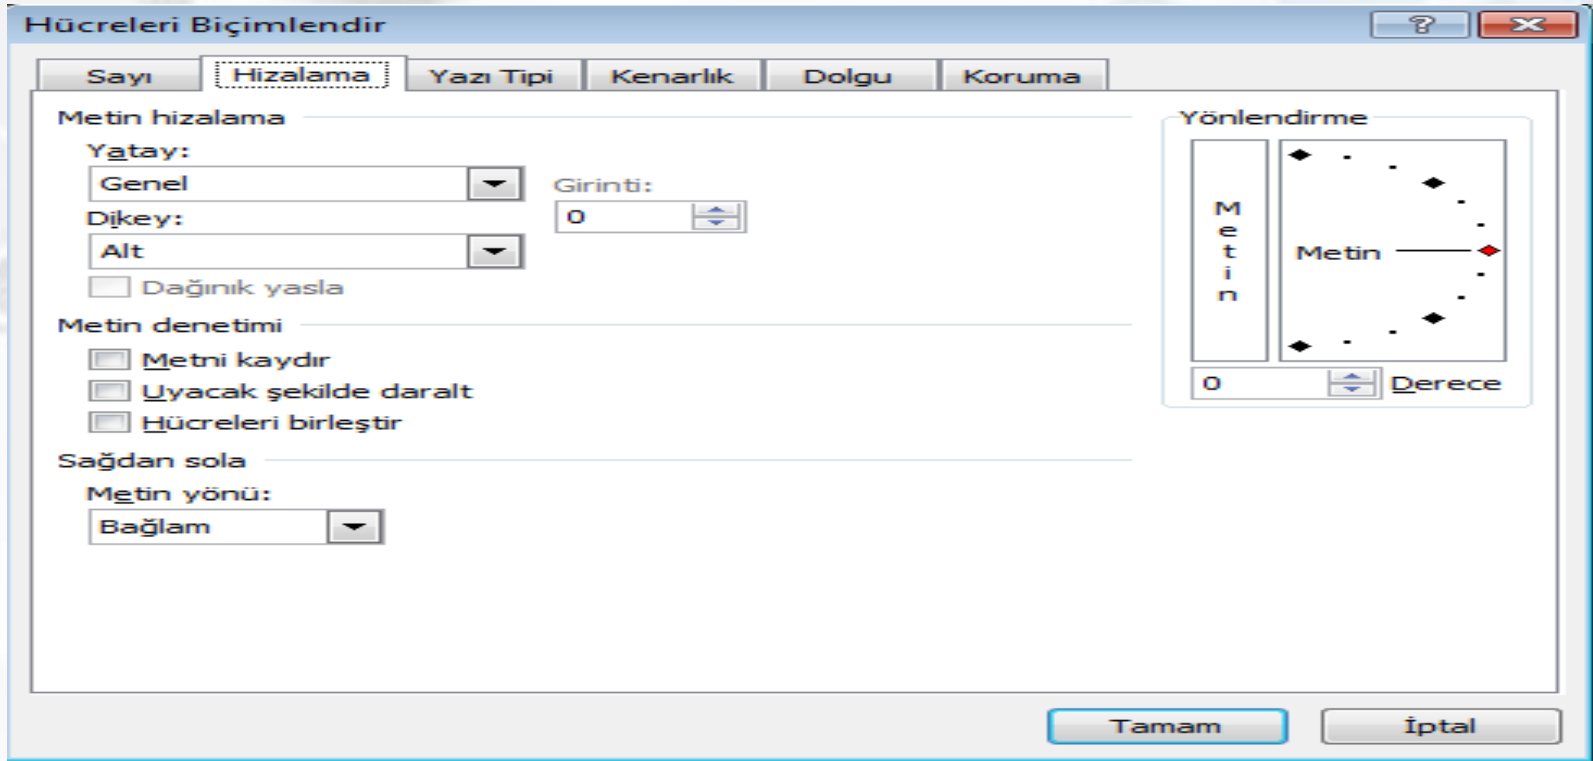 Hücreleri Biçimlendir
Sayı Hizalama Yazı Tipi Kenarlık Dolgu Koruma
Metin hizalama
Yatay:
Genel
Girinti:
0
Dikey:
Alt
Dağınık yasla
Metin denetimi
Metni kaydır
Uyacak şekilde daralt
Hücreleri birleştir
Sağdan sola
Metin yönü:
Bağlam
Yönlendirme
Metin
Metin
0 Derece
Tamam İptal